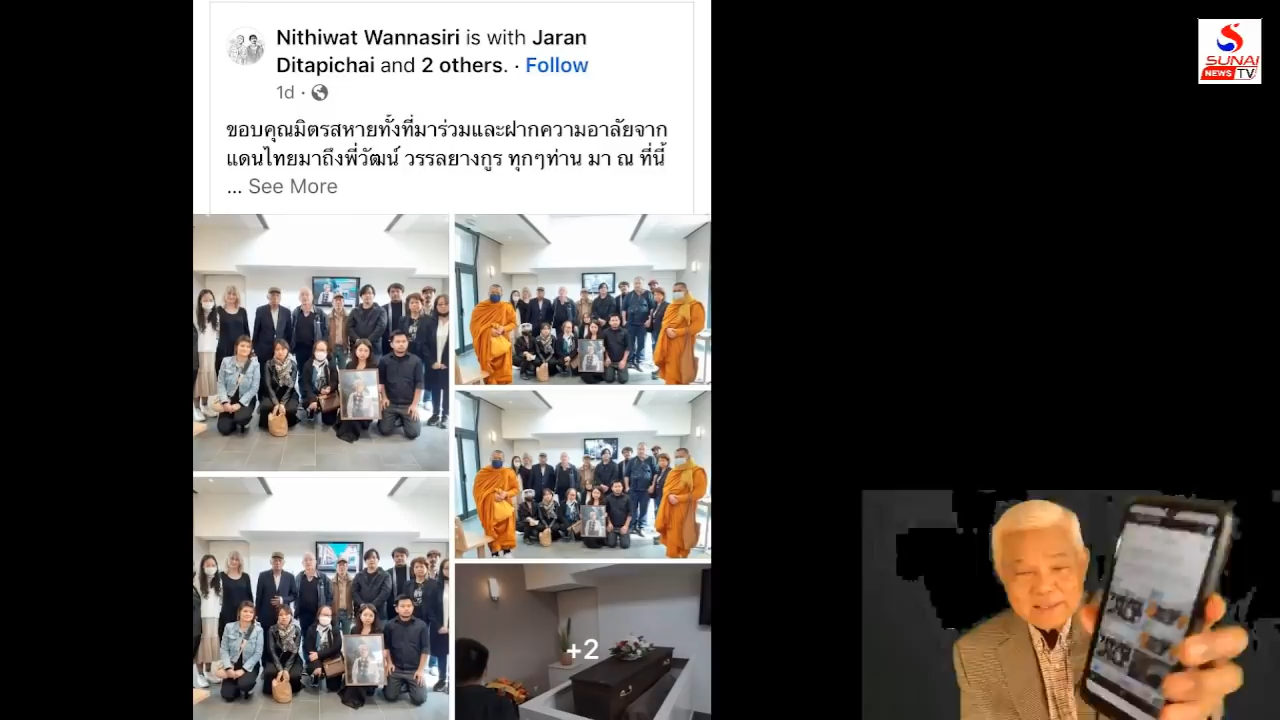 Nithiwat Wannasiri is with Jaran
Ditapichai and 2 others. · Follow
1d ·
ขอบคุณมิตรสหายทั้งที่มาร่วมและฝากความอาลัยจาก
แดนไทยมาถึงพี่วัฒน์ วรรลยางกูร ทุกๆท่าน มา ณ ที่นี้
... See More
+2
SUNAI
NEWS TV